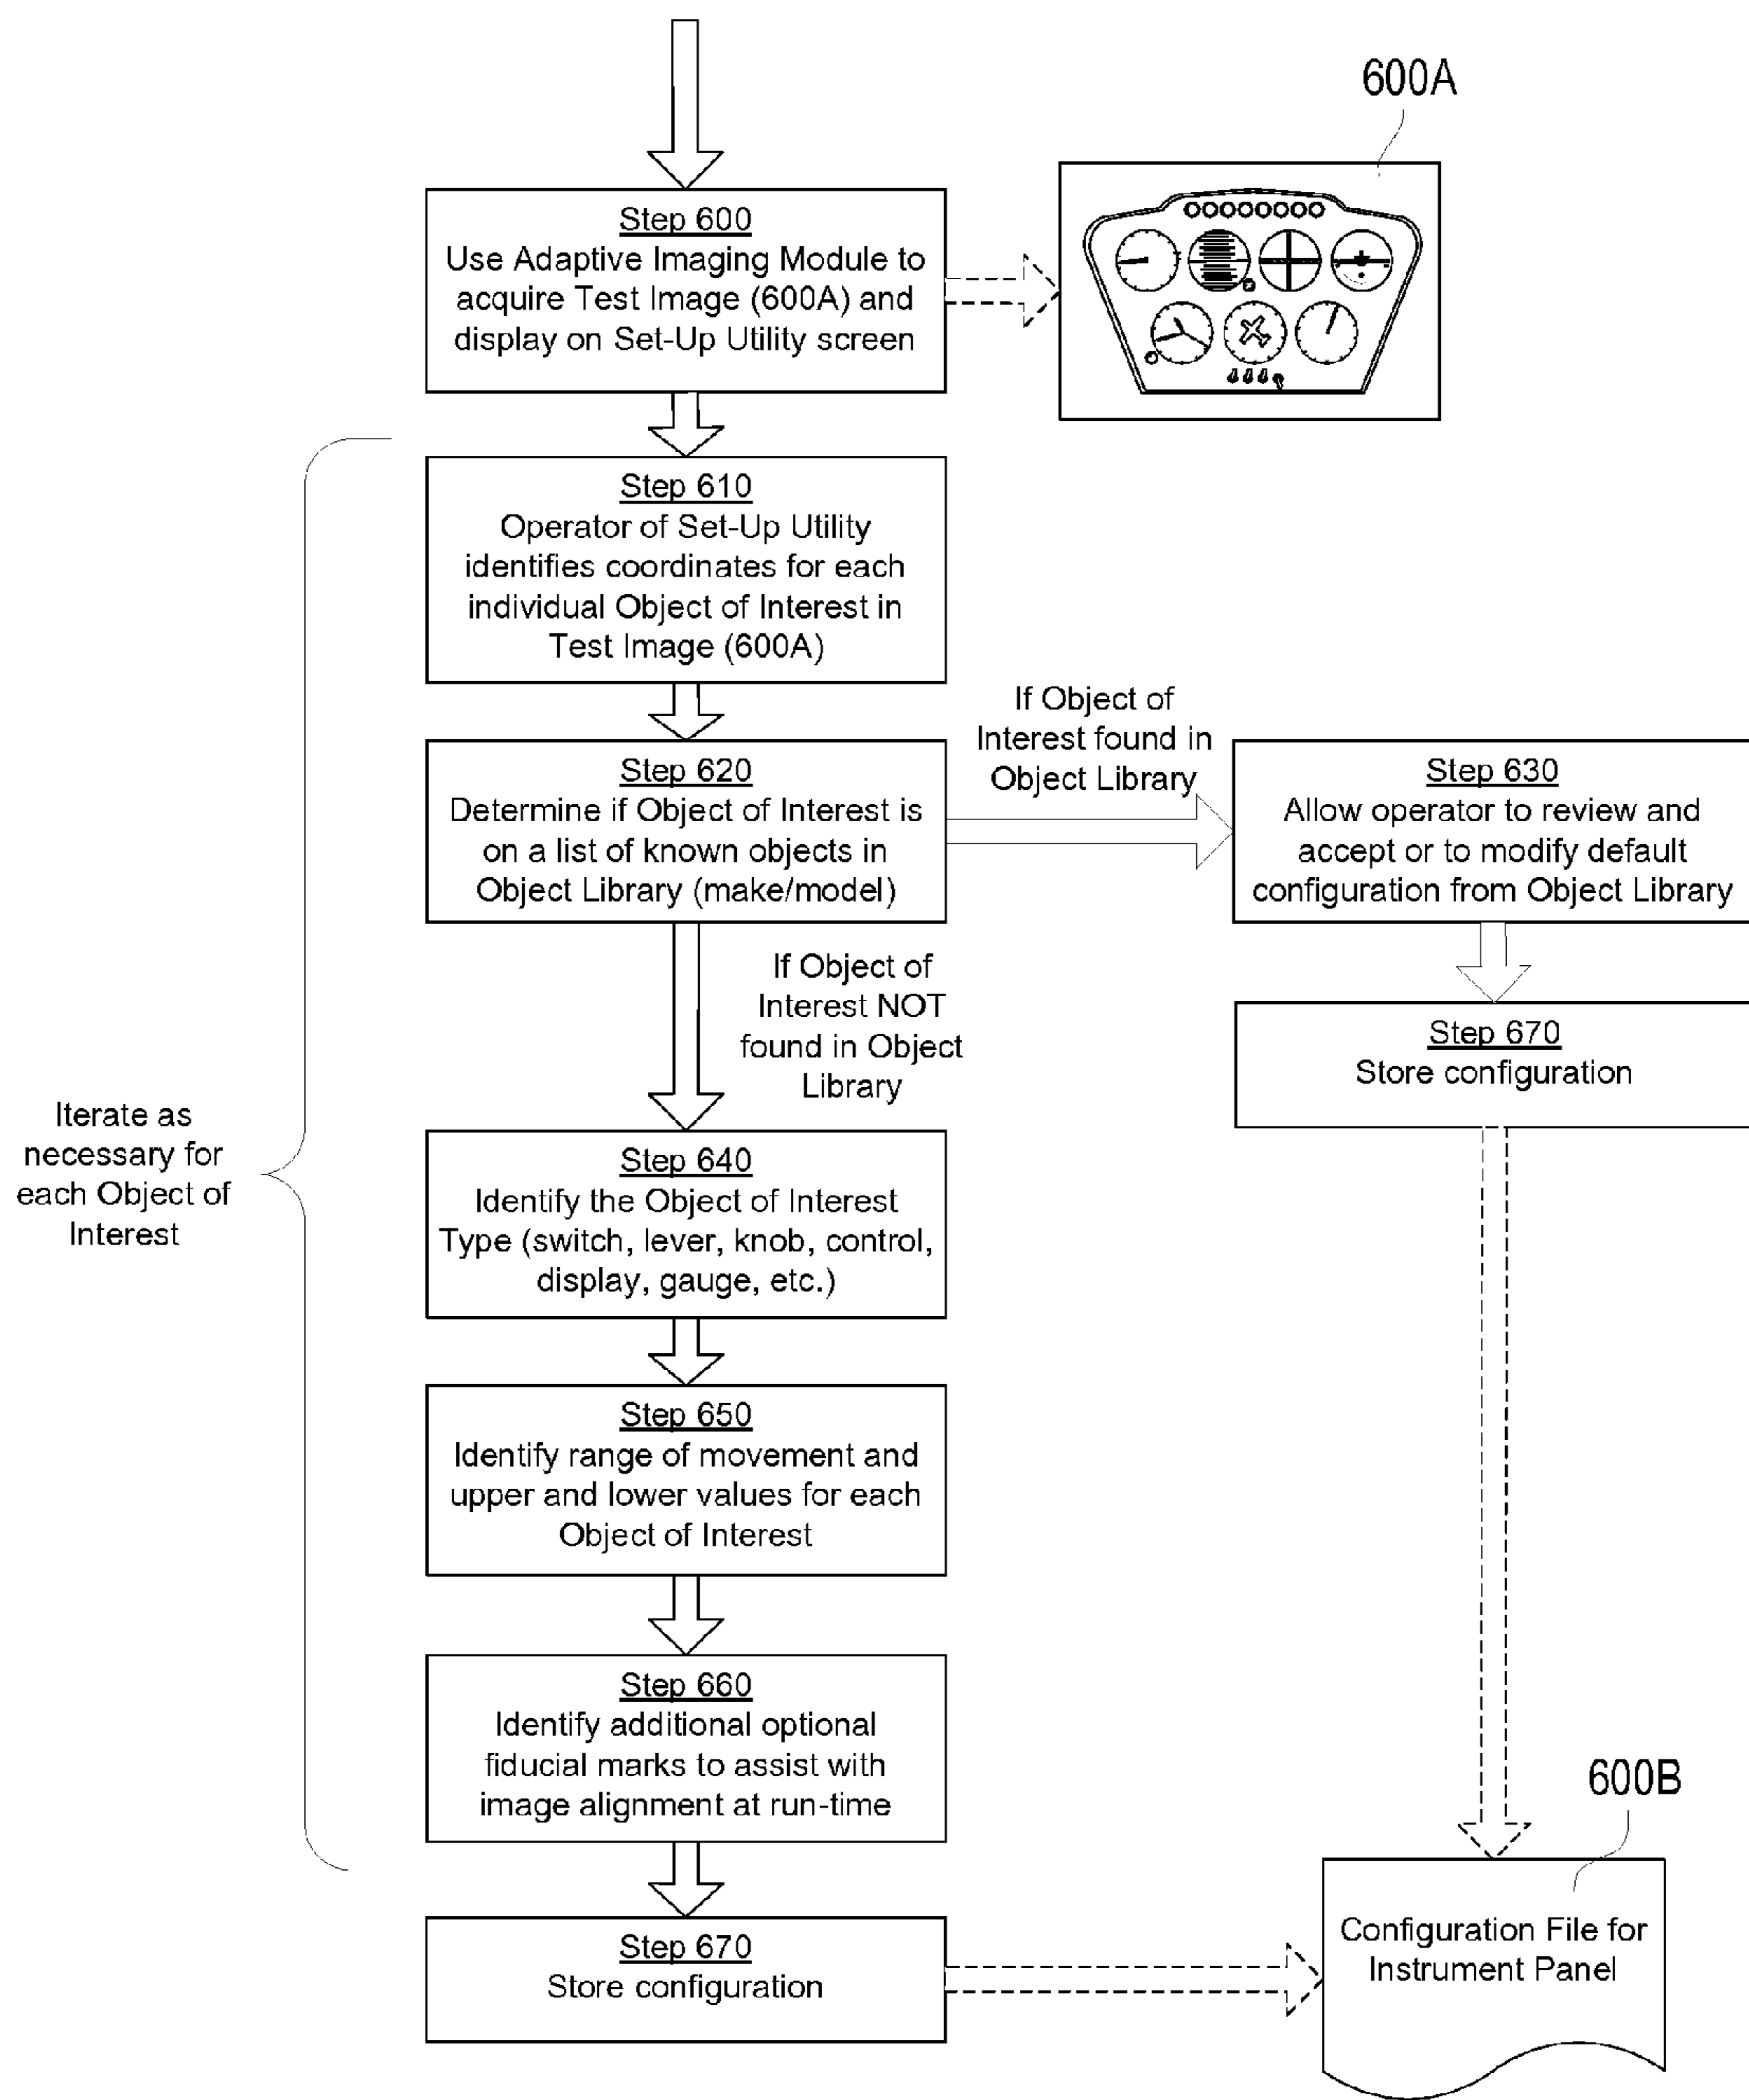 600A
Step 600
Use Adaptive Imaging Module to
acquire Test Image (600A) and
display on Set-Up Utility screen
Step 610
Operator of Set-Up Utility
identifies coordinates for each
individual Object of Interest in
Test Image (600A)
Step 620
Determine if Object of Interest is
on a list of known objects in
Object Library (make/model)
If Object of
Interest found in
Object Library
Step 630
Allow operator to review and
accept or to modify default
configuration from Object Library
Step 670
Store configuration
If Object of
Interest NOT
found in Object
Library
Iterate as
necessary for
each Object of
Interest
Step 640
Identify the Object of Interest
Type (switch, lever, knob, control,
display, gauge, etc.)
Step 650
Identify range of movement and
upper and lower values for each
Object of Interest
Step 660
Identify additional optional
fiducial marks to assist with
image alignment at run-time
Step 670
Store configuration
600B
Configuration File for
Instrument Panel